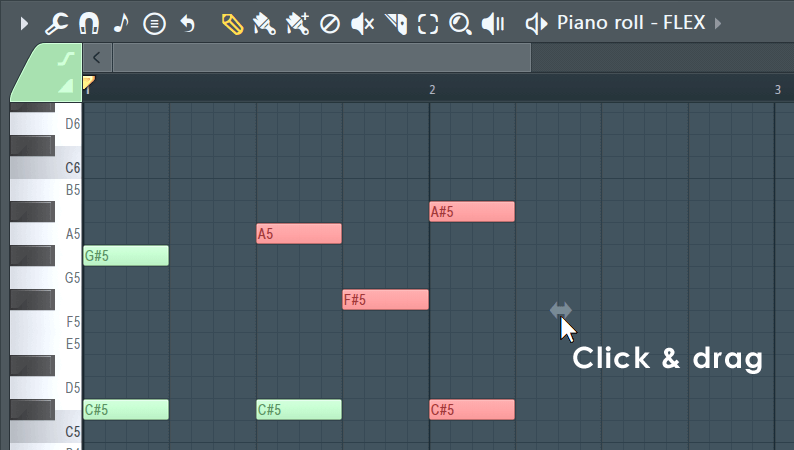 Piano roll - FLEX
1 2 3
D6
C6
B5
A#5
A5 A5
G#5
G5
F#5
F5
E5
Click & drag
D5
C#5 C#5 C#5
C5